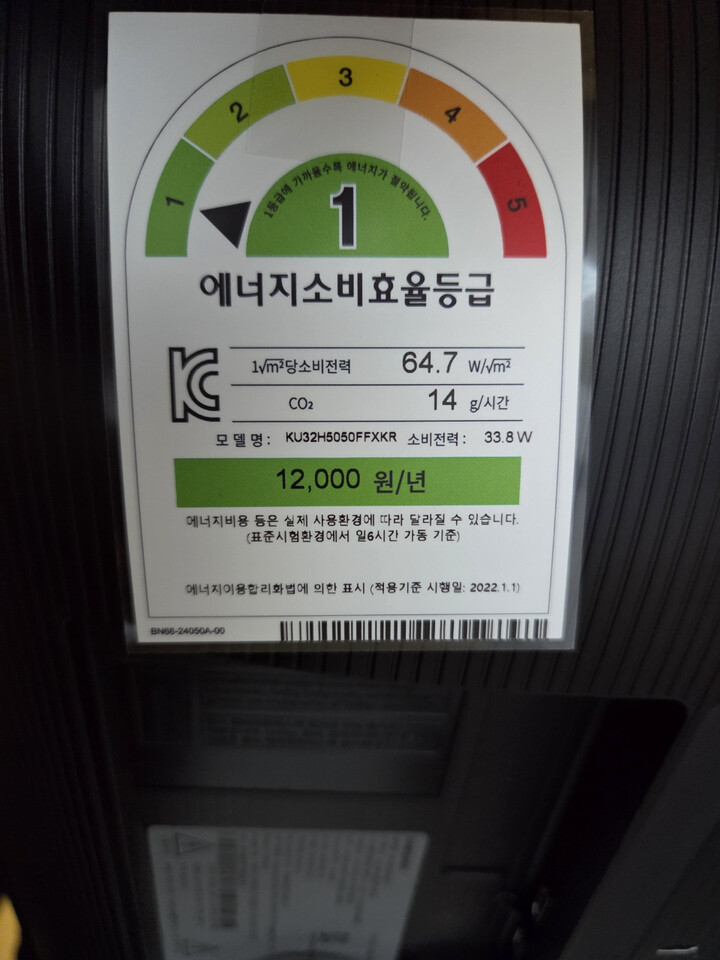 1 2 3 4 5
1등급에 가까울수록 에너지가 절약됩니다.
1
에너지소비효율등급
1√m²당소비전력 64.7 W/√m²
CO₂ 14 g/시간
모델명: KU32H5050FFXKR 소비전력: 33.8 W
12,000 원/년
에너지비용 등은 실제 사용환경에 따라 달라질 수 있습니다.
(표준시험환경에서 일6시간 가동 기준)
에너지이용합리화법에 의한 표시 (적용기준 시행일: 2022.1.1)
BN68-24050A-00